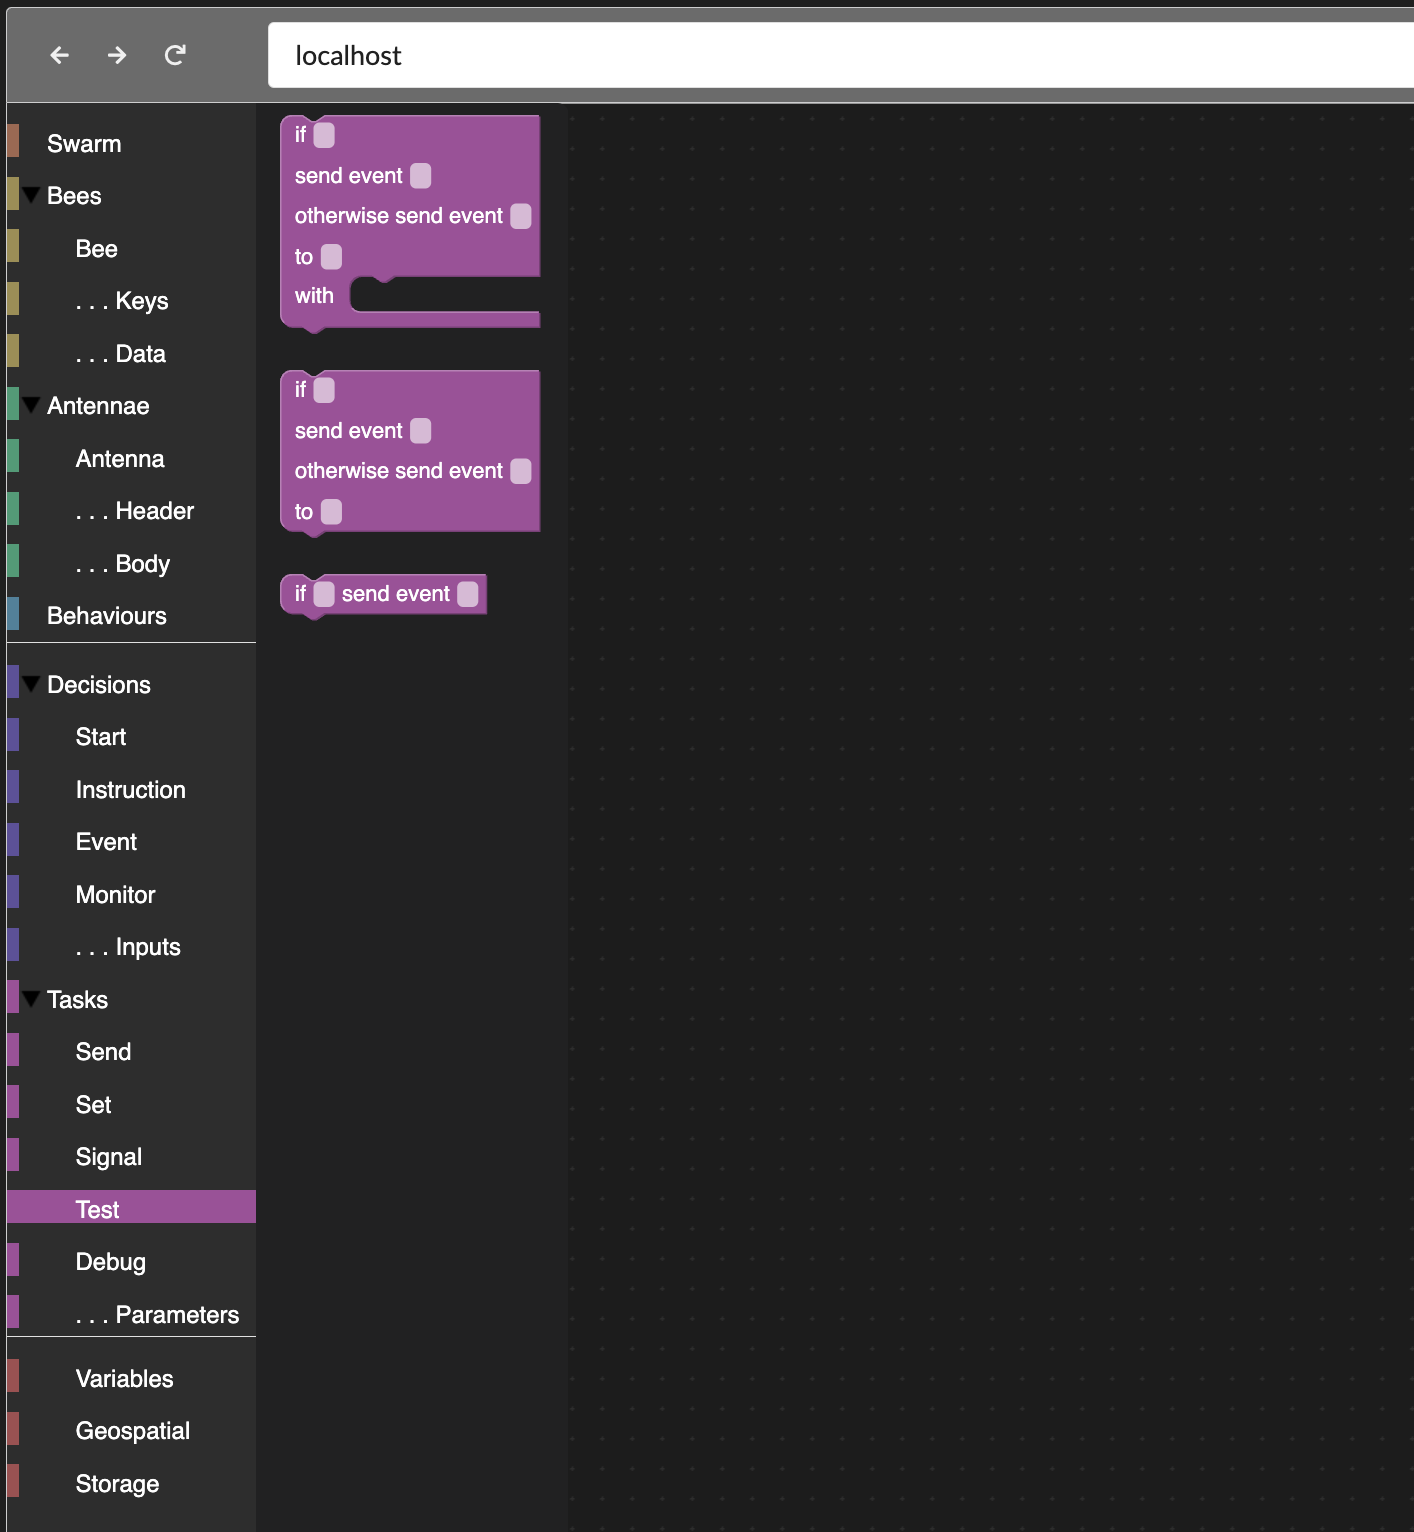 localhost
Swarm
Bees
Bee
. . . Keys
. . . Data
Antennae
Antenna
. . . Header
. . . Body
Behaviours
Decisions
Start
Instruction
Event
Monitor
. . . Inputs
Tasks
Send
Set
Signal
Test
Debug
. . . Parameters
Variables
Geospatial
Storage
if
send event
otherwise send event
to
with
if
send event
otherwise send event
to
if send event